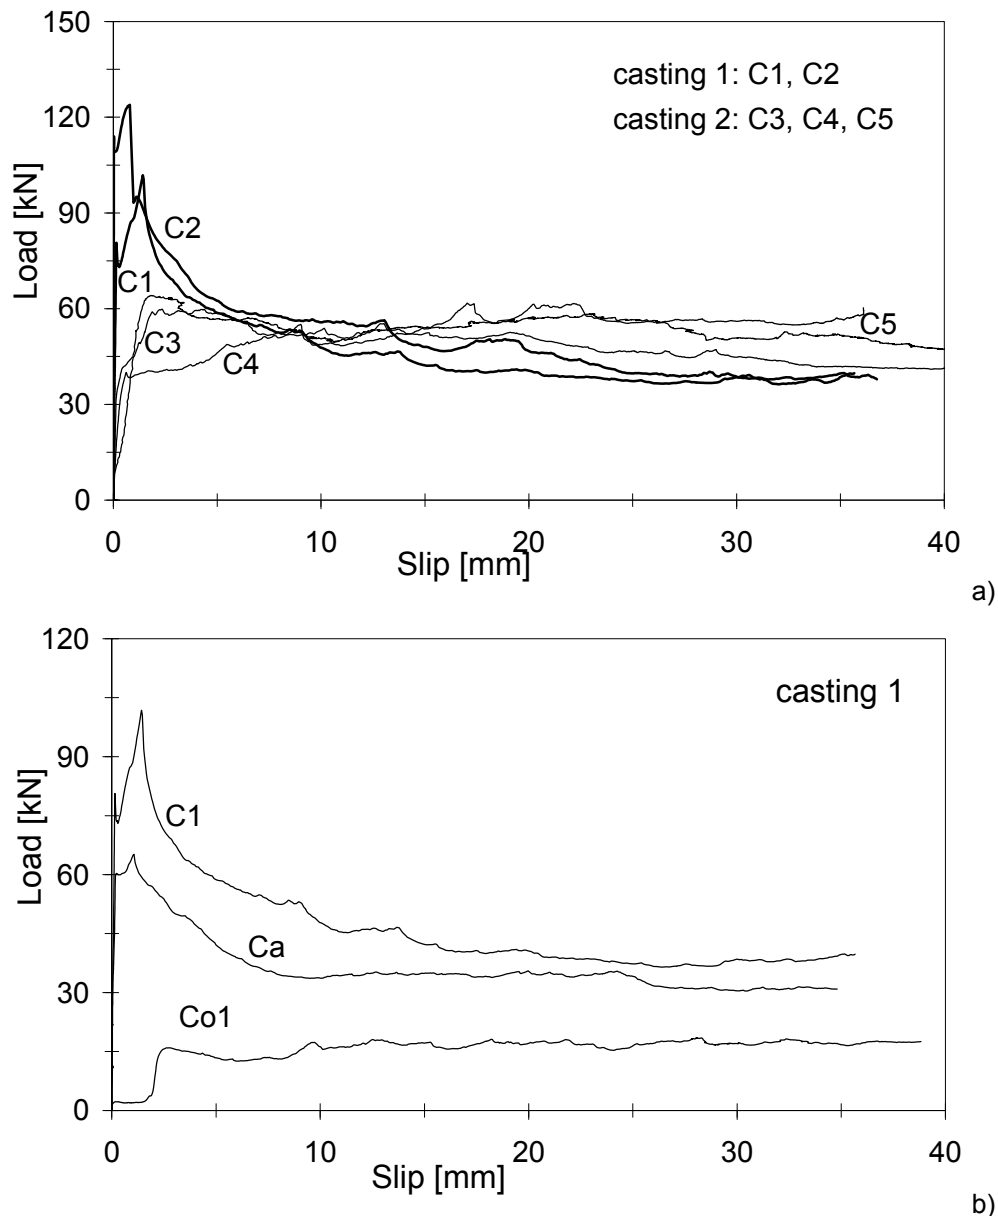 150
casting 1: C1, C2
120
casting 2: C3, C4, C5
Load [kN]
90
C2
C1
60
C5
C3
C4
30
0
0 10 20 30 40
Slip [mm]
a)
120
casting 1
90
Load [kN]
C1
60
Ca
30
Co1
0
0 10 20 30 40
Slip [mm]
b)